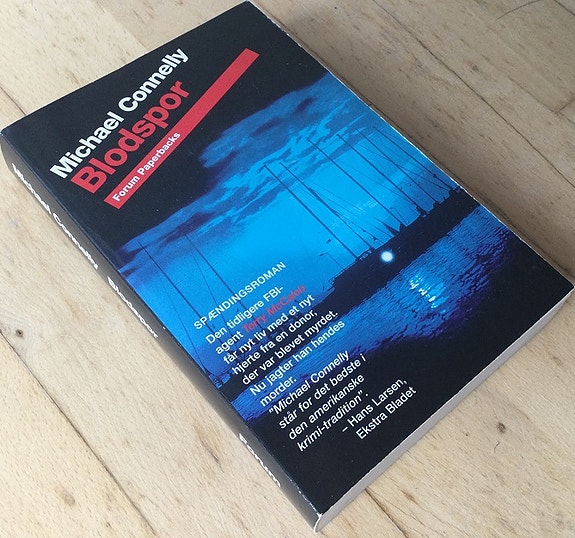 Michael Connelly
Blodspor
Forum Paperbacks
SPÆNDINGSROMAN
Den tidligere FBI-
agent Terry McCaleb
får nyt liv med et nyt
hjerte fra en donor,
der var blevet myrdet.
Nu jagter han hendes
morder.
"Michael Connelly
står for det bedste i
den amerikanske
krimi-tradition".
– Hans Larsen,
Ekstra Bladet
Michael Connelly Blodspor FORUM